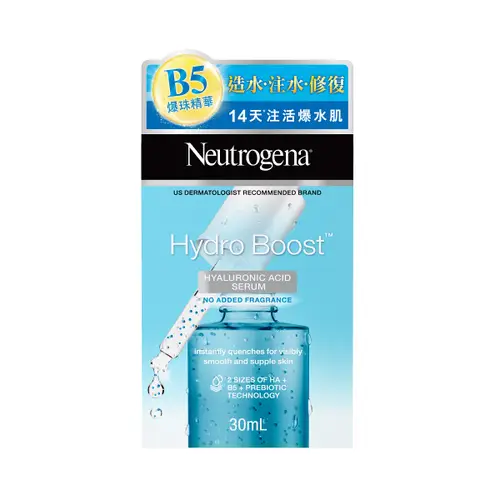 B5
爆珠精華
造水·注水·修復
14天*注活爆水肌
Neutrogena®
US DERMATOLOGIST RECOMMENDED BRAND
Hydro Boost™
HYALURONIC ACID
SERUM
NO ADDED FRAGRANCE
Instantly quenches for visibly
smooth and supple skin
2 SIZES OF HA +
B5 + PREBIOTIC
TECHNOLOGY
30mL